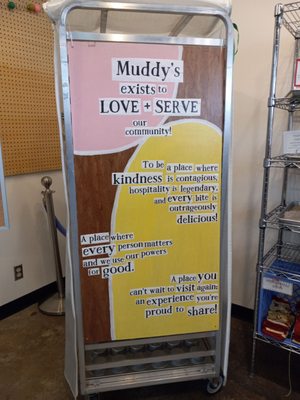 Muddy's
exists to
LOVE + SERVE
our
community!
To be a place where
kindness is contagious,
hospitality is legendary,
and every bite is
outrageously
delicious!
A place where
every person matters
and we use our powers
for good.
A place you
can't wait to visit again;
an experience you're
proud to share!